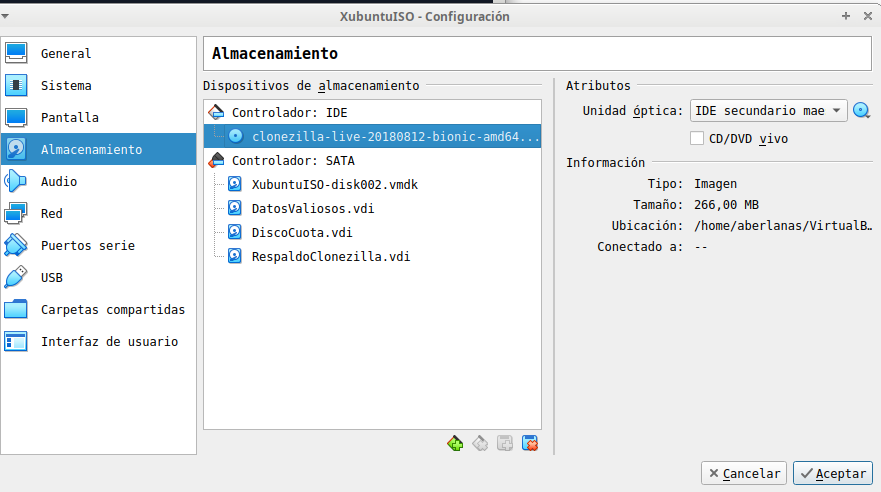 XubuntuISO - Configuración
General
Sistema
Pantalla
Almacenamiento
Audio
Red
Puertos serie
USB
Carpetas compartidas
Interfaz de usuario
Almacenamiento
Dispositivos de almacenamiento
Controlador: IDE
clonezilla-live-20180812-bionic-amd64...
Controlador: SATA
XubuntuISO-disk002.vmdk
DatosValiosos.vdi
DiscoCuota.vdi
RespaldoClonezilla.vdi
Atributos
Unidad óptica: IDE secundario mae
CD/DVD vivo
Información
Tipo: Imagen
Tamaño: 266,00 MB
Ubicación: /home/aberlanas/VirtualB…
Conectado a: --
Cancelar
Aceptar